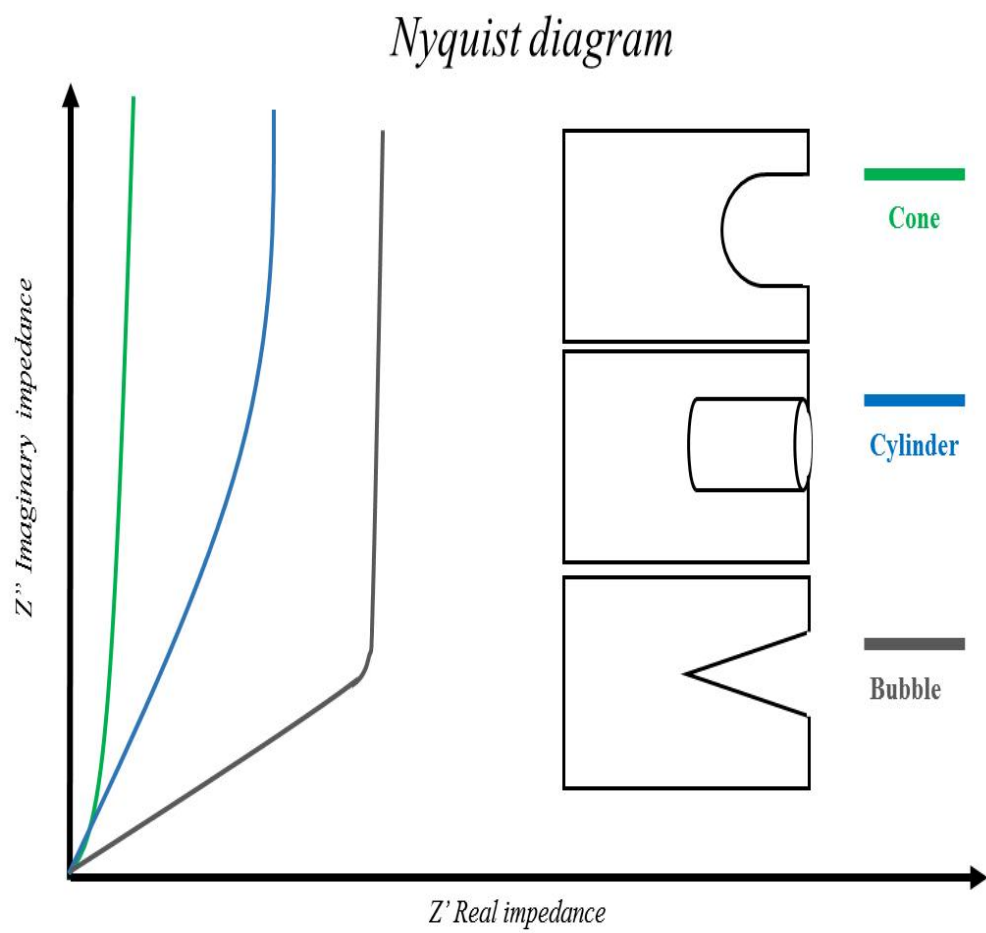 Nyquist diagram
Z” Imaginary impedance
Cone
Cylinder
Bubble
Z’ Real impedance